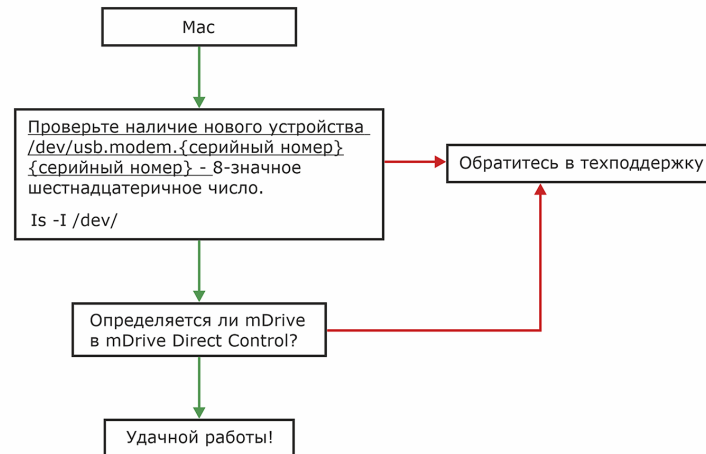 Mac
Проверьте наличие нового устройства
/dev/usb.modem.{серийный номер}
{серийный номер} - 8-значное
шестнадцатеричное число.
Is -I /dev/
Обратитесь в техподдержку
Определяется ли mDrive
в mDrive Direct Control?
Удачной работы!